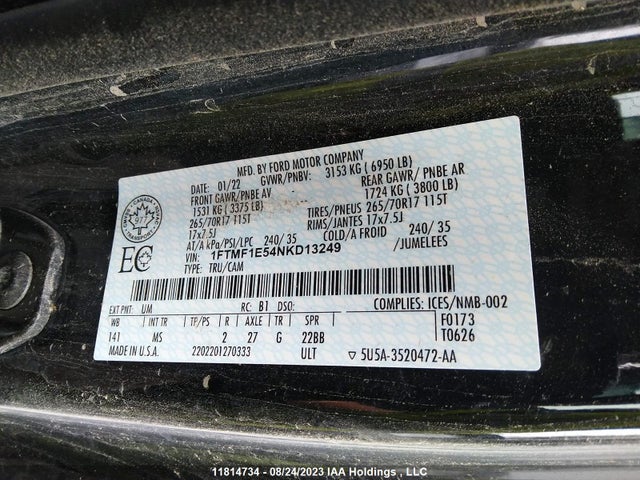 MFD. BY FORD MOTOR COMPANY
DATE: 01/22 GVWR/PNBV: 3153 KG ( 6950 LB)
FRONT GAWR/PNBE AV REAR GAWR/ PNBE AR
1531 KG ( 3375 LB) 1724 KG ( 3800 LB)
265/70R17 115T TIRES/PNEUS 265/70R17 115T
17x7.5J RIMS/JANTES 17x7.5J
AT/A kPa/PSI/LPC 240/ 35 COLD/A FROID 240/ 35
VIN: 1FTMF1E54NKD13249 /JUMELEES
TYPE: TRU/CAM
EC
EXT PNT: UM RC: B1 DSO: COMPLIES: ICES/NMB-002
WB INT TR TP/PS R AXLE TR SPR F0173
141 MS 2 27 G 22BB T0626
MADE IN U.S.A. 2202201270333 ULT ▽ 5U5A-3520472-AA
11814734 - 08/24/2023 IAA Holdings , LLC